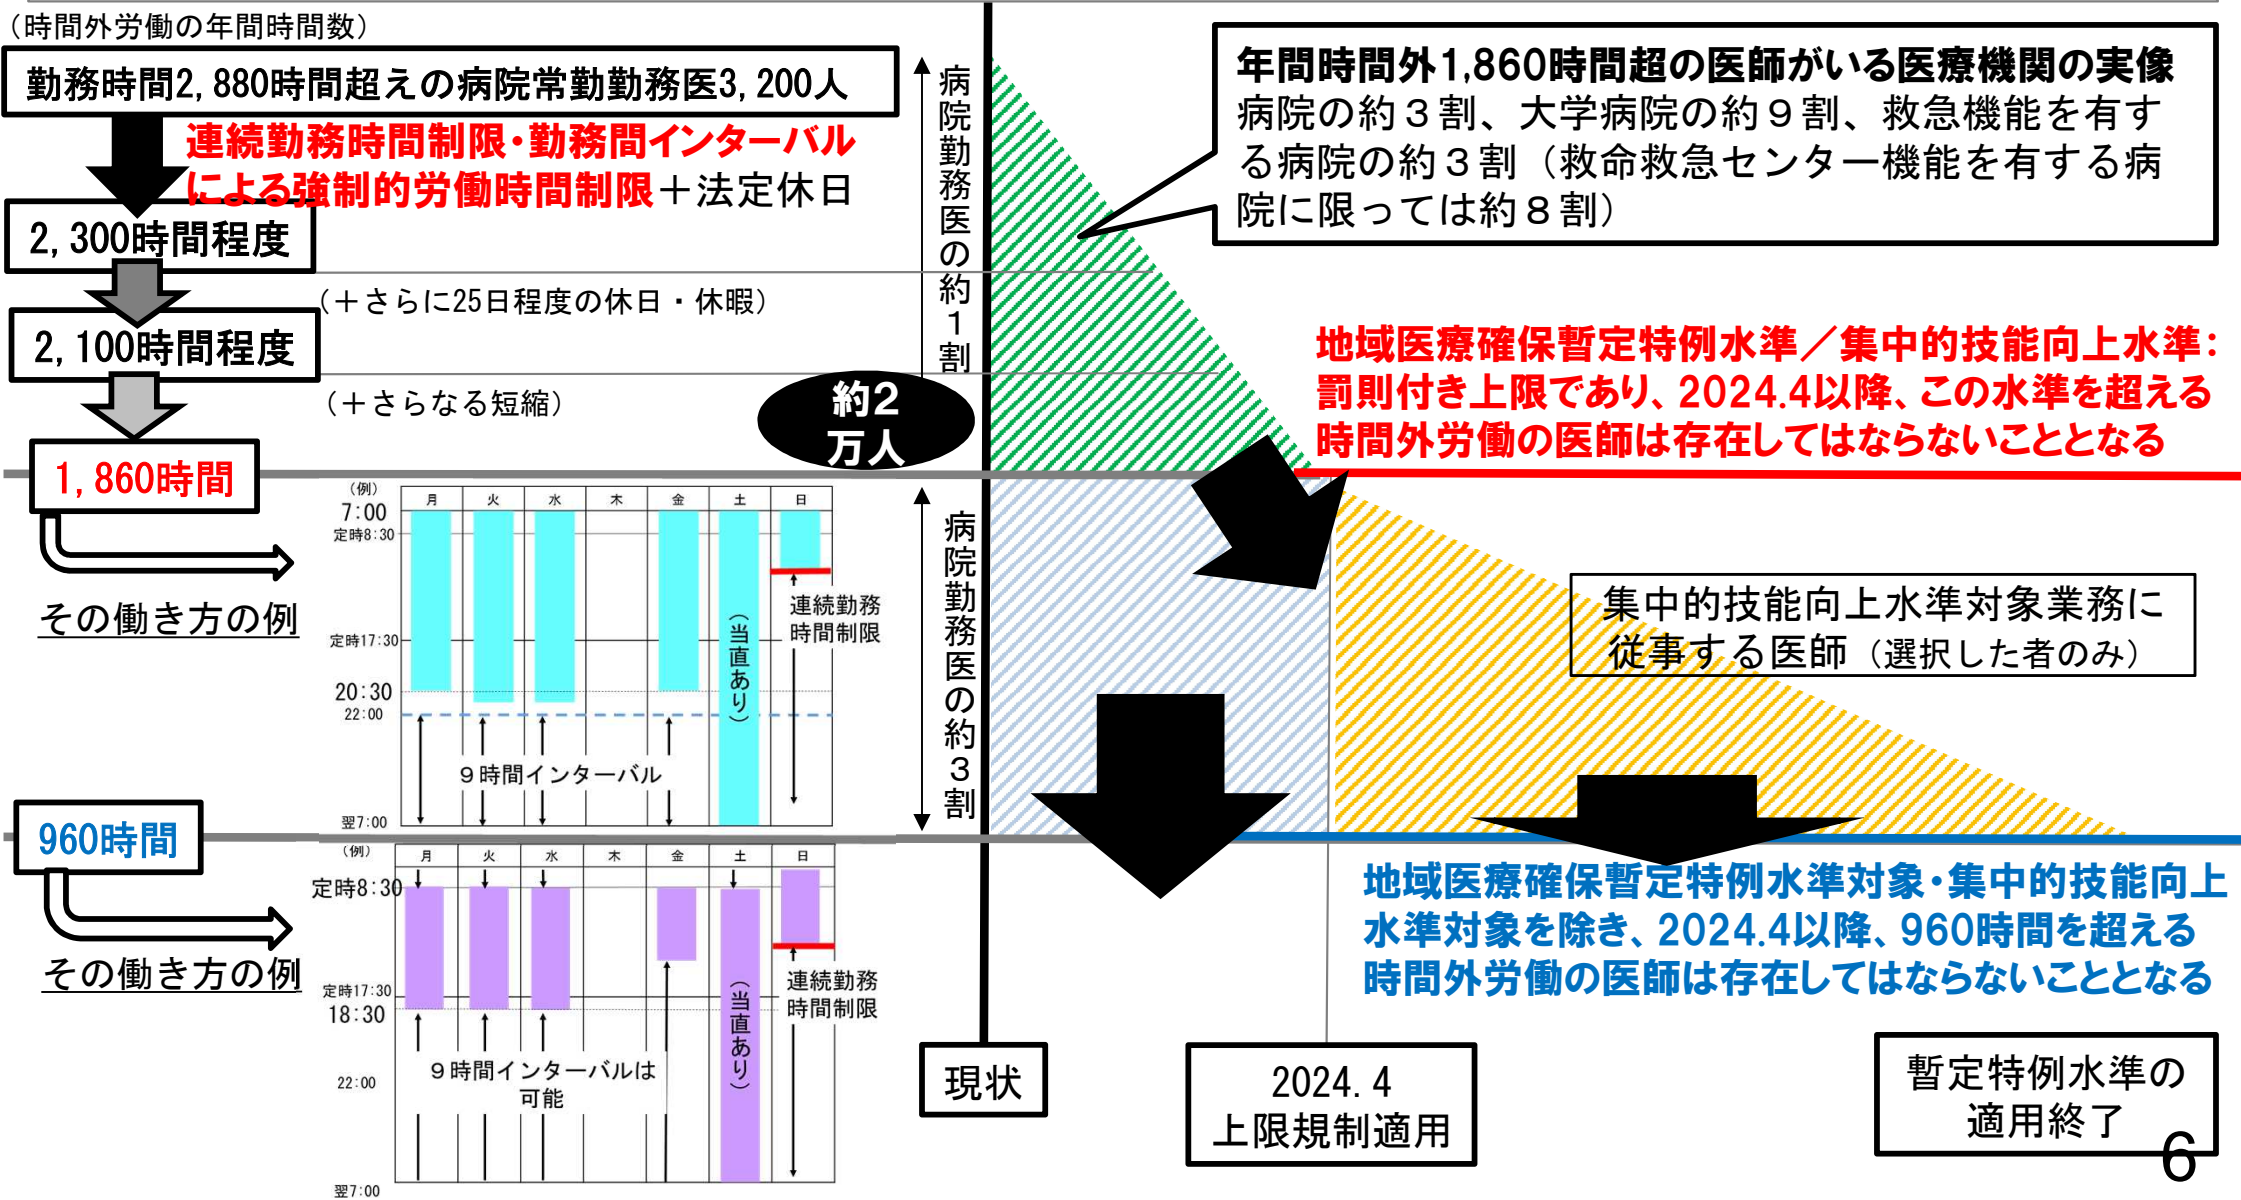 (時間外労働の年間時間数)
勤務時間2,880時間超えの病院常勤勤務医3,200人
連続勤務時間制限・勤務間インターバル
による強制的労働時間制限＋法定休日
2,300時間程度
(＋さらに25日程度の休日・休暇)
2,100時間程度
(＋さらなる短縮)
1,860時間
その働き方の例
960時間
その働き方の例
病院勤務医の約1割
約2
万人
病院勤務医の約3割
年間時間外1,860時間超の医師がいる医療機関の実像
病院の約３割、大学病院の約９割、救急機能を有す
る病院の約３割（救命救急センター機能を有する病
院に限っては約８割）
地域医療確保暫定特例水準／集中的技能向上水準：
罰則付き上限であり、2024.4以降、この水準を超える
時間外労働の医師は存在してはならないこととなる
集中的技能向上水準対象業務に
従事する医師（選択した者のみ）
(例)
月 火 水 木 金 土 日
7:00
定時8:30
定時17:30
20:30
22:00
翌7:00
(当直あり)
連続勤務
時間制限
９時間インターバル
(例)
月 火 水 木 金 土 日
定時8:30
定時17:30
18:30
22:00
翌7:00
(当直あり)
連続勤務
時間制限
９時間インターバルは
可能
地域医療確保暫定特例水準対象・集中的技能向上
水準対象を除き、2024.4以降、960時間を超える
時間外労働の医師は存在してはならないこととなる
現状
2024.4
上限規制適用
暫定特例水準の
適用終了
6